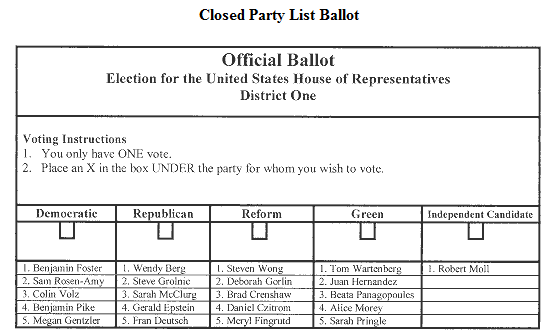 Closed Party List Ballot
Official Ballot
Election for the United States House of Representatives
District One
Voting Instructions
1. You only have ONE vote.
2. Place an X in the box UNDER the party for whom you wish to vote.
Democratic Republican Reform Green Independent Candidate
1. Benjamin Foster 1. Wendy Berg 1. Steven Wong 1. Tom Wartenberg 1. Robert Moll
2. Sam Rosen-Amy 2. Steve Grolnic 2. Deborah Gorlin 2. Juan Hernandez
3. Colin Volz 3. Sarah McClurg 3. Brad Crenshaw 3. Beata Panagopoules
4. Benjamin Pike 4. Gerald Epstein 4. Daniel Czitrom 4. Alice Morey
5. Megan Gentzler 5. Fran Deutsch 5. Meryl Fingrutd 5. Sarah Pringle